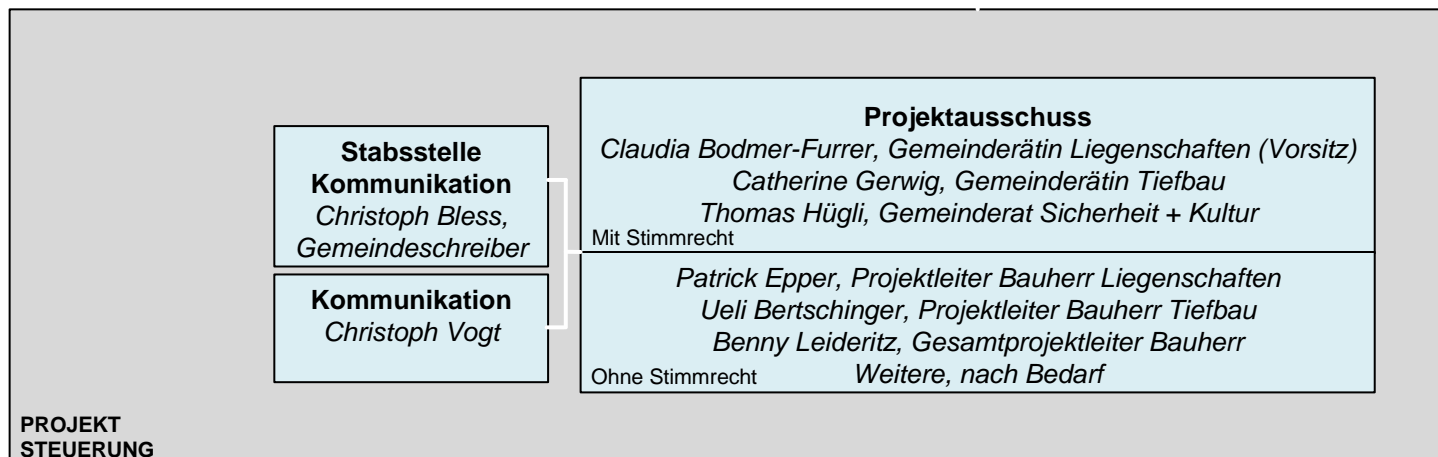 Stabsstelle
Kommunikation
Christoph Bless,
Gemeindeschreiber
Kommunikation
Christoph Vogt
Projektausschuss
Claudia Bodmer-Furrer, Gemeinderätin Liegenschaften (Vorsitz)
Catherine Gerwig, Gemeinderätin Tiefbau
Thomas Hügli, Gemeinderat Sicherheit + Kultur
Mit Stimmrecht
Patrick Epper, Projektleiter Bauherr Liegenschaften
Ueli Bertschinger, Projektleiter Bauherr Tiefbau
Benny Leideritz, Gesamtprojektleiter Bauherr
Ohne Stimmrecht Weitere, nach Bedarf
PROJEKT
STEUERUNG